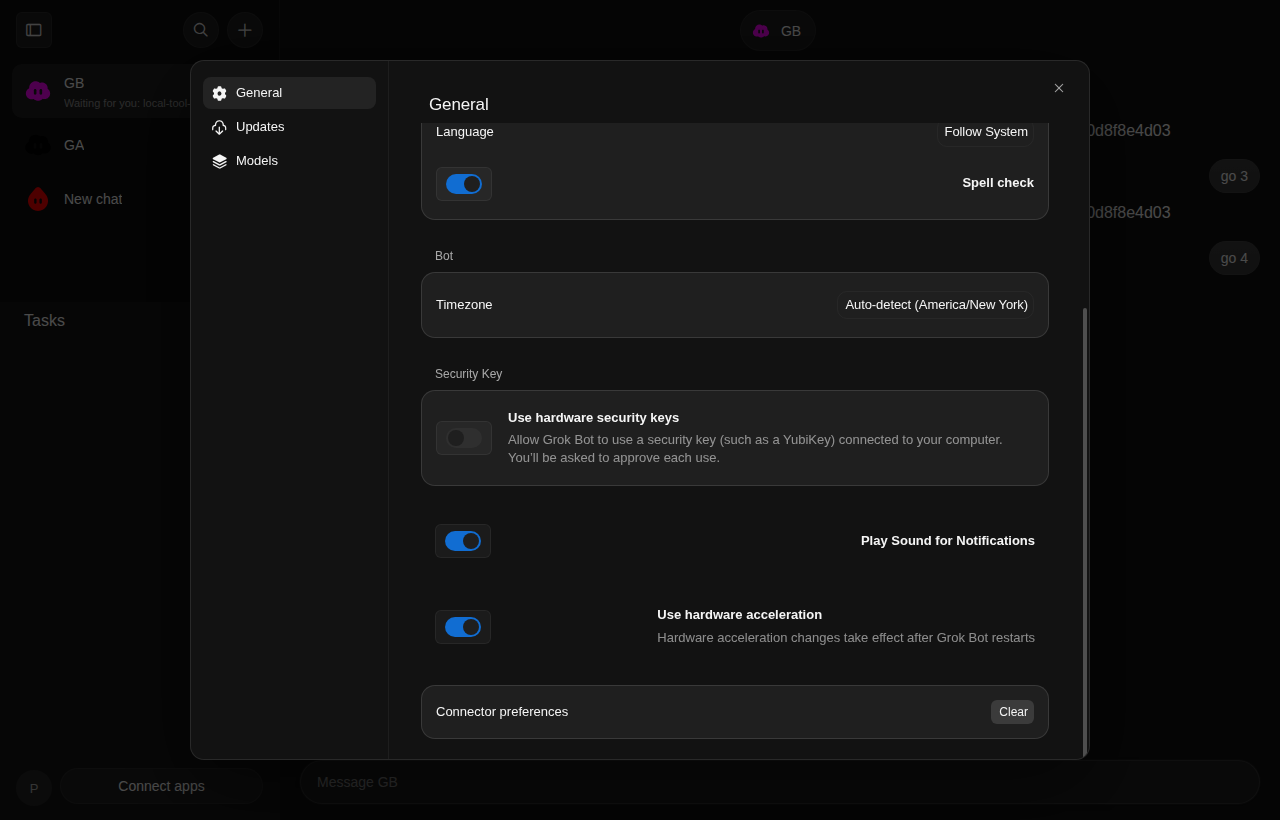 GB
GB
Waiting for you: local-tool-
GA
New chat
Tasks
P
Connect apps
General
Updates
Models
General
Language
Follow System
Spell check
Bot
Timezone
Auto-detect (America/New York)
Security Key
Use hardware security keys
Allow Grok Bot to use a security key (such as a YubiKey) connected to your computer.
You'll be asked to approve each use.
Play Sound for Notifications
Use hardware acceleration
Hardware acceleration changes take effect after Grok Bot restarts
Connector preferences
Clear
0d8f8e4d03
go 3
0d8f8e4d03
go 4
Message GB